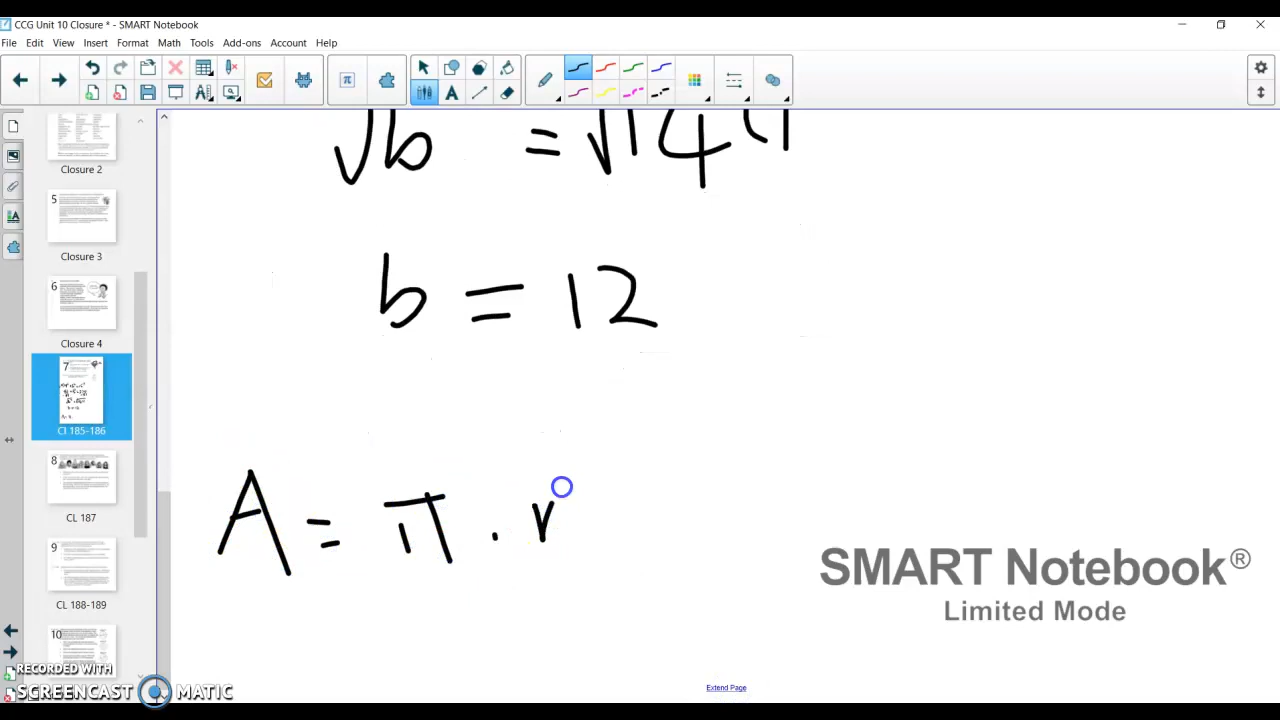 CCG Unit 10 Closure * - SMART Notebook
File Edit View Insert Format Math Tools Add-ons Account Help
Closure 2
5
Closure 3
6
Closure 4
7
CI 185-186
8
CL 187
9
CL 188-189
10
√b = √14
b = 12
A = π · r
SMART Notebook®
Limited Mode
Extend Page
RECORDED WITH
SCREENCAST MATIC